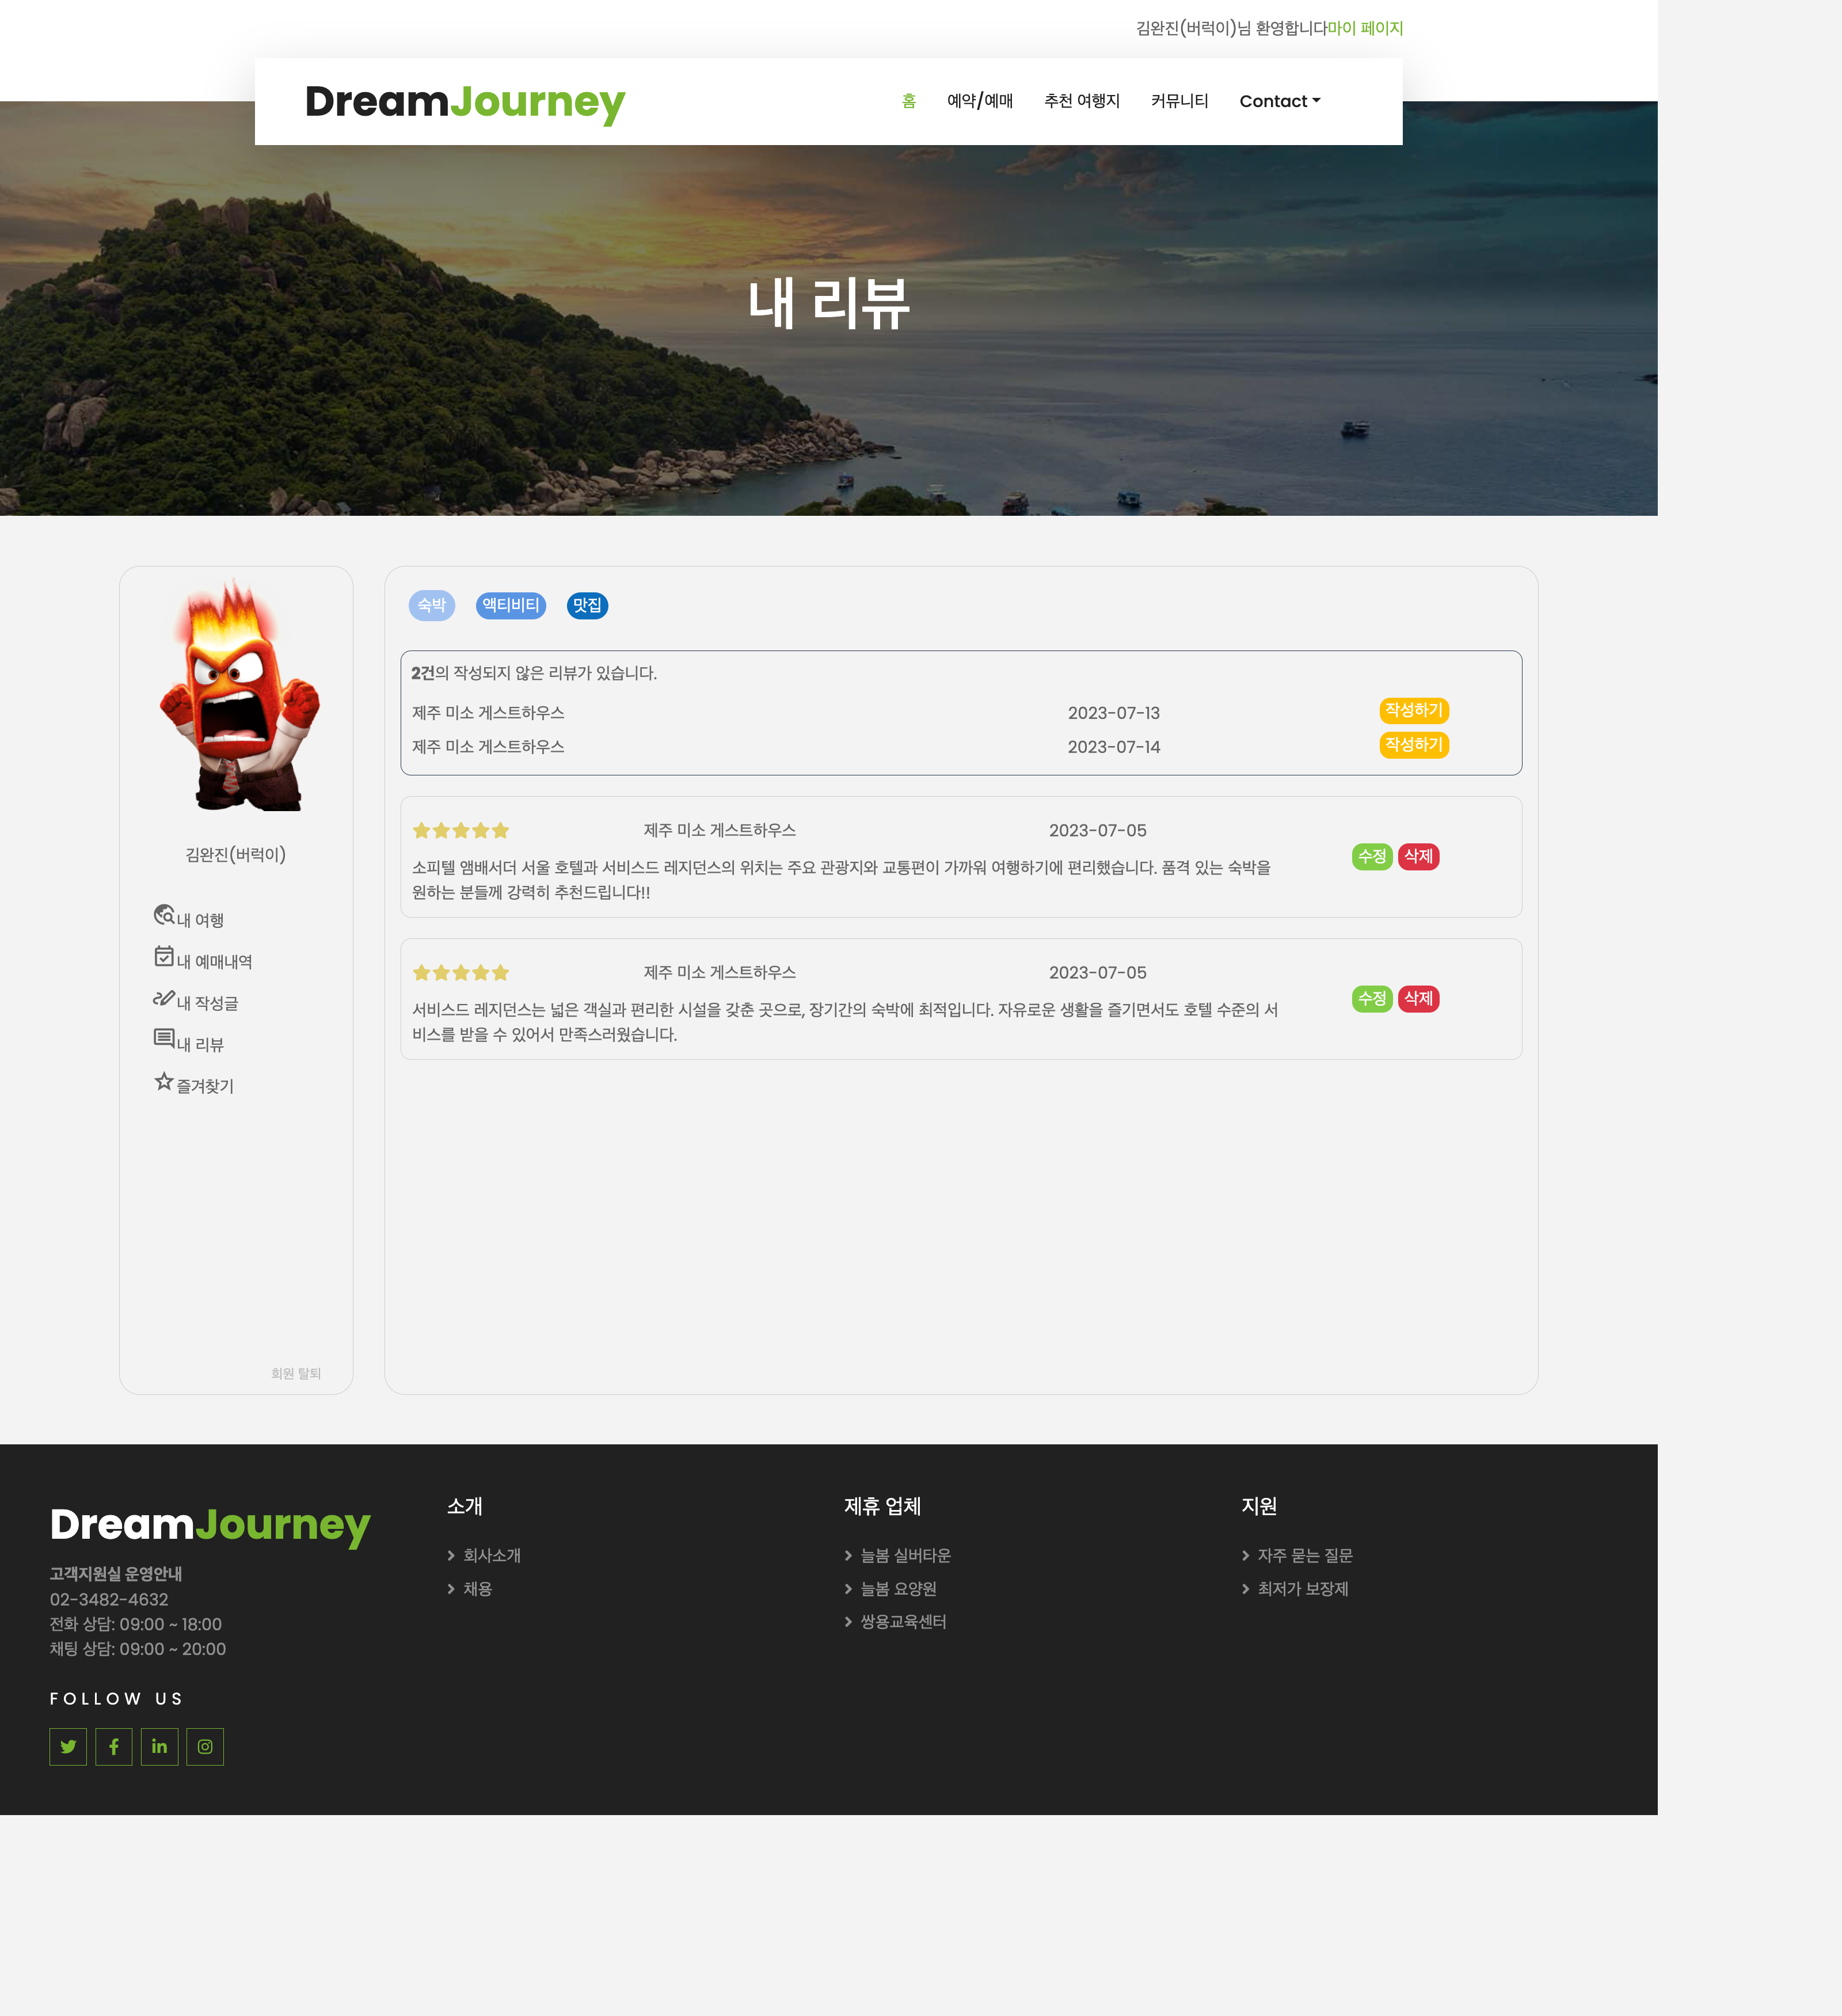 김완진(버럭이)님 환영합니다마이 페이지
DreamJourney 홈 예약/예매 추천 여행지 커뮤니티 Contact
내 리뷰
김완진(버럭이)
내 여행
내 예매내역
내 작성글
내 리뷰
즐겨찾기
회원 탈퇴
숙박 액티비티 맛집
2건의 작성되지 않은 리뷰가 있습니다.
제주 미소 게스트하우스 2023-07-13 작성하기
제주 미소 게스트하우스 2023-07-14 작성하기
제주 미소 게스트하우스 2023-07-05
소피텔 앰배서더 서울 호텔과 서비스드 레지던스의 위치는 주요 관광지와 교통편이 가까워 여행하기에 편리했습니다. 품격 있는 숙박을
원하는 분들께 강력히 추천드립니다!!
수정 삭제
제주 미소 게스트하우스 2023-07-05
서비스드 레지던스는 넓은 객실과 편리한 시설을 갖춘 곳으로, 장기간의 숙박에 최적입니다. 자유로운 생활을 즐기면서도 호텔 수준의 서
비스를 받을 수 있어서 만족스러웠습니다.
수정 삭제
DreamJourney
고객지원실 운영안내
02-3482-4632
전화 상담: 09:00 ~ 18:00
채팅 상담: 09:00 ~ 20:00
FOLLOW US
소개
회사소개
채용
제휴 업체
늘봄 실버타운
늘봄 요양원
쌍용교육센터
지원
자주 묻는 질문
최저가 보장제